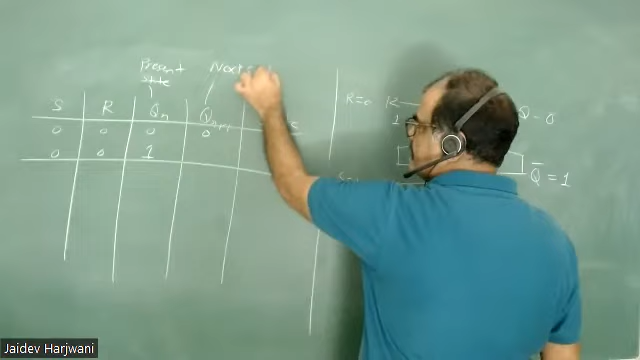 Present Next
state
S R Qn Qn+1
0 0 0 0
0 0 1
R=0 R Q = 0
1
Q̅ = 1
Jaidev Harjwani